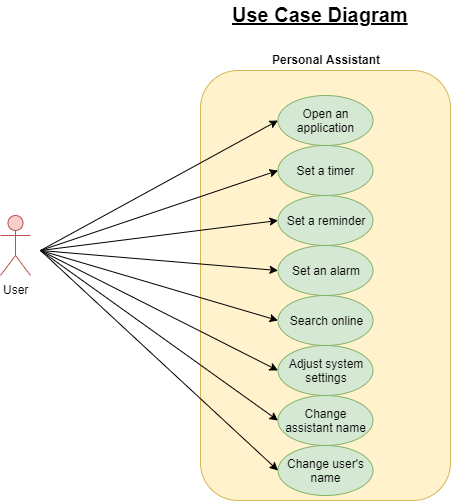 Use Case Diagram
Personal Assistant
Open an
application
Set a timer
Set a reminder
Set an alarm
User
Search online
Adjust system
settings
Change
assistant name
Change user's
name